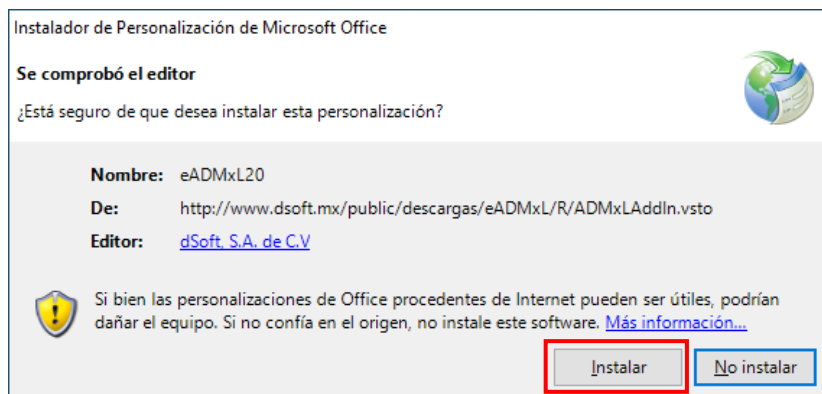 Instalador de Personalización de Microsoft Office
Se comprobó el editor
¿Está seguro de que desea instalar esta personalización?
Nombre: eADMxL20
De: http://www.dsoft.mx/public/descargas/eADMxL/R/ADMxLAddIn.vsto
Editor: dSoft, S.A. de C.V
Si bien las personalizaciones de Office procedentes de Internet pueden ser útiles, podrían
dañar el equipo. Si no confía en el origen, no instale este software. Más información...
Instalar No instalar